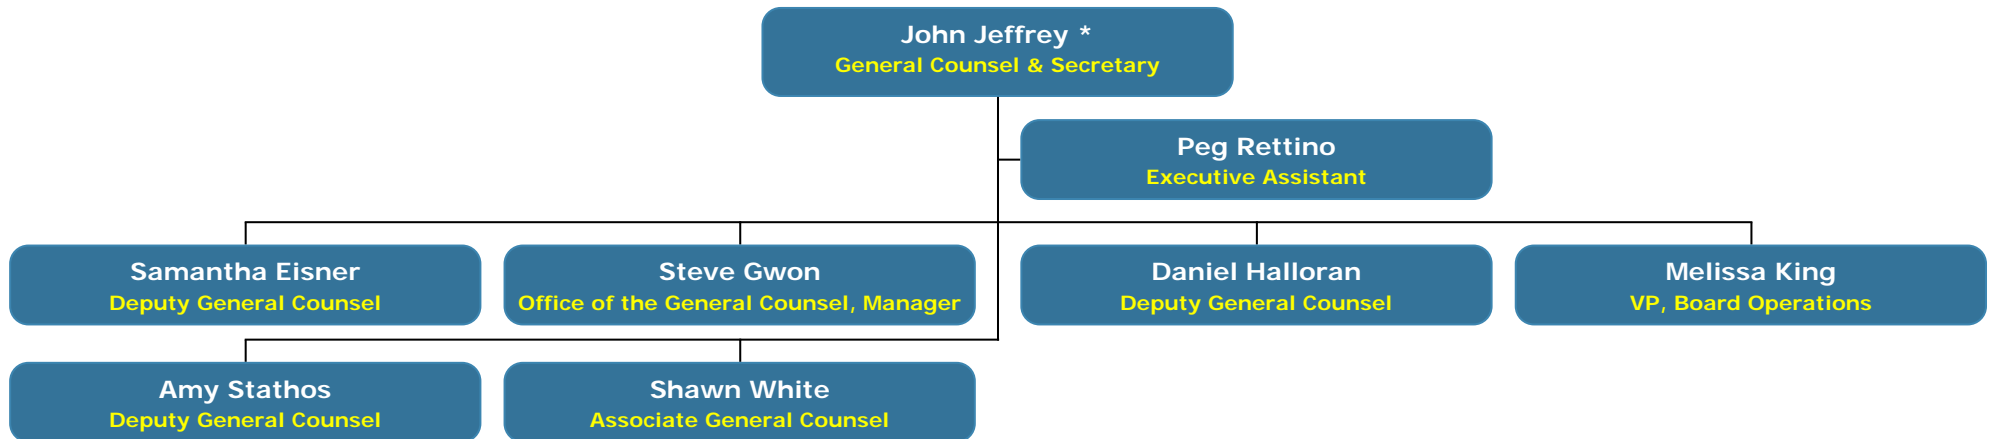 John Jeffrey *
General Counsel & Secretary
Peg Rettino
Executive Assistant
Samantha Eisner
Deputy General Counsel
Steve Gwon
Office of the General Counsel, Manager
Daniel Halloran
Deputy General Counsel
Melissa King
VP, Board Operations
Amy Stathos
Deputy General Counsel
Shawn White
Associate General Counsel